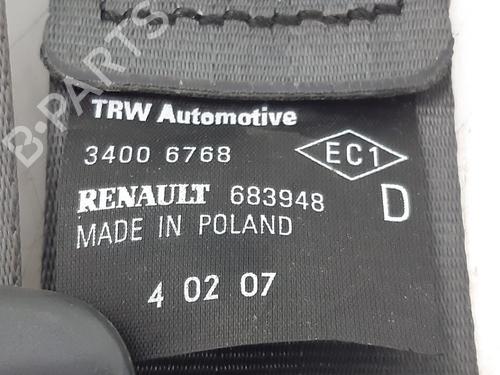 B-PARTS
TRW Automotive
3400 6768
EC1
RENAULT 683948
D
MADE IN POLAND
4 02 07